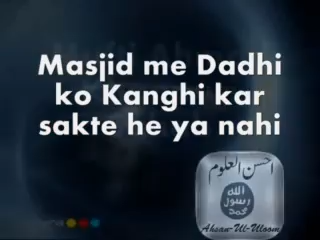 Masjid me Dadhi
ko Kanghi kar
sakte he ya nahi
احسن العلوم
الله
رسول
محمد
Ahsan-Ul-Uloom